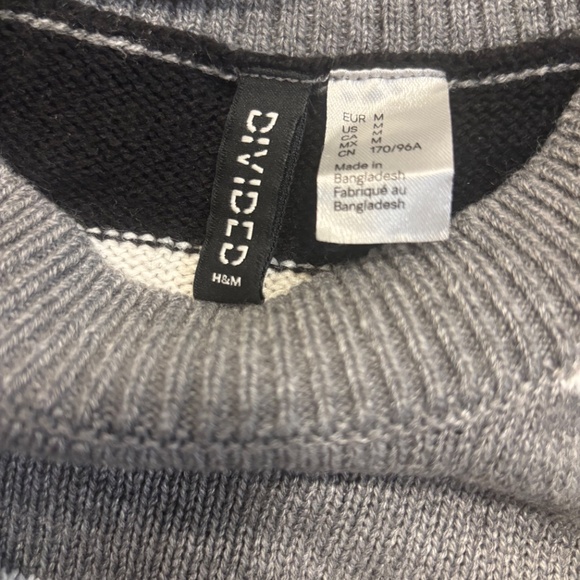 DIVIDED
H&M
EUR M
US M
CA M
MX M
CN 170/96A
Made in
Bangladesh
Fabriqué au
Bangladesh